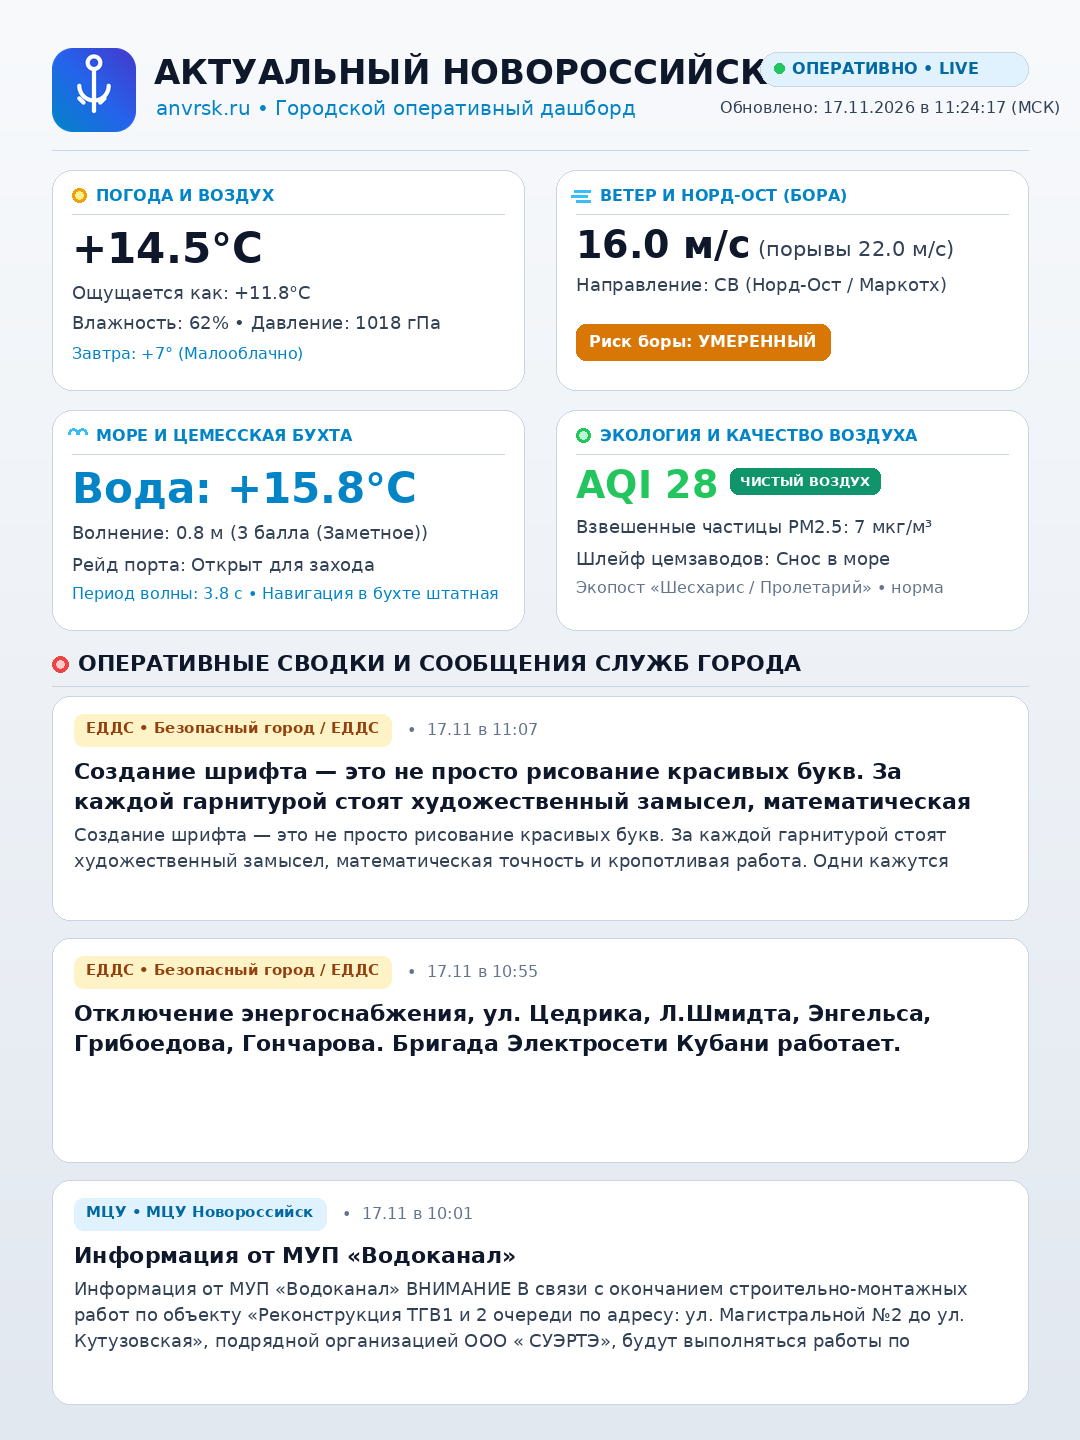 АКТУАЛЬНЫЙ НОВОРОССИЙСК
ОПЕРАТИВНО • LIVE
anvrsk.ru • Городской оперативный дашборд
Обновлено: 17.11.2026 в 11:24:17 (МСК)
ПОГОДА И ВОЗДУХ
+14.5°C
Ощущается как: +11.8°C
Влажность: 62% • Давление: 1018 гПа
Завтра: +7° (Малооблачно)
ВЕТЕР И НОРД-ОСТ (БОРА)
16.0 м/с (порывы 22.0 м/с)
Направление: СВ (Норд-Ост / Маркотх)
Риск боры: УМЕРЕННЫЙ
МОРЕ И ЦЕМЕССКАЯ БУХТА
Вода: +15.8°C
Волнение: 0.8 м (3 балла (Заметное))
Рейд порта: Открыт для захода
Период волны: 3.8 с • Навигация в бухте штатная
ЭКОЛОГИЯ И КАЧЕСТВО ВОЗДУХА
AQI 28 ЧИСТЫЙ ВОЗДУХ
Взвешенные частицы PM2.5: 7 мкг/м³
Шлейф цемзаводов: Снос в море
Экопост «Шесхарис / Пролетарий» • норма
ОПЕРАТИВНЫЕ СВОДКИ И СООБЩЕНИЯ СЛУЖБ ГОРОДА
ЕДДС • Безопасный город / ЕДДС • 17.11 в 11:07
Создание шрифта — это не просто рисование красивых букв. За
каждой гарнитурой стоят художественный замысел, математическая
Создание шрифта — это не просто рисование красивых букв. За каждой гарнитурой стоят
художественный замысел, математическая точность и кропотливая работа. Одни кажутся
ЕДДС • Безопасный город / ЕДДС • 17.11 в 10:55
Отключение энергоснабжения, ул. Цедрика, Л.Шмидта, Энгельса,
Грибоедова, Гончарова. Бригада Электросети Кубани работает.
МЦУ • МЦУ Новороссийск • 17.11 в 10:01
Информация от МУП «Водоканал»
Информация от МУП «Водоканал» ВНИМАНИЕ В связи с окончанием строительно-монтажных
работ по объекту «Реконструкция ТГВ1 и 2 очереди по адресу: ул. Магистральной №2 до ул.
Кутузовская», подрядной организацией ООО « СУЭРТЭ», будут выполняться работы по